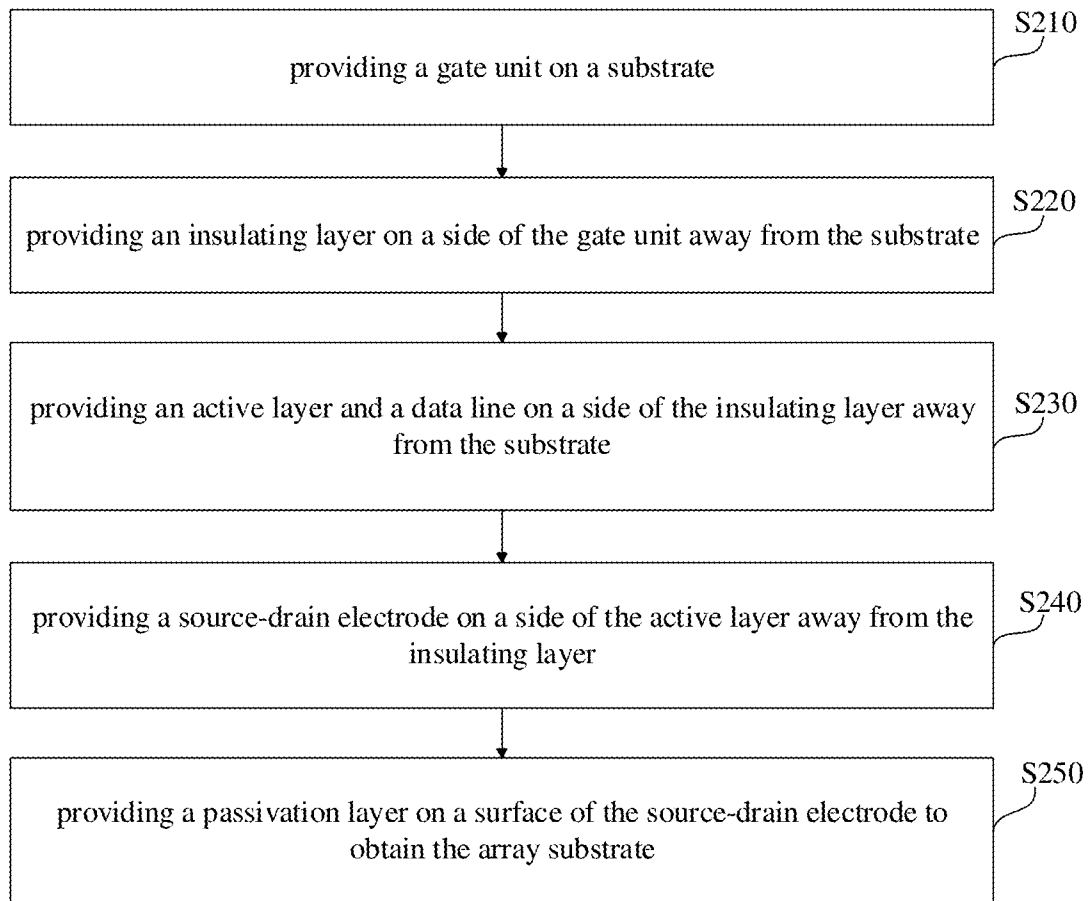 S210
providing a gate unit on a substrate
S220
providing an insulating layer on a side of the gate unit away from the substrate
S230
providing an active layer and a data line on a side of the insulating layer away
from the substrate
S240
providing a source-drain electrode on a side of the active layer away from the
insulating layer
S250
providing a passivation layer on a surface of the source-drain electrode to
obtain the array substrate